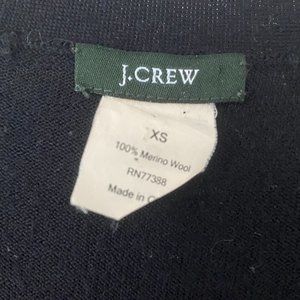 J.CREW
XS
100% Merino Wool
RN77388
Made in